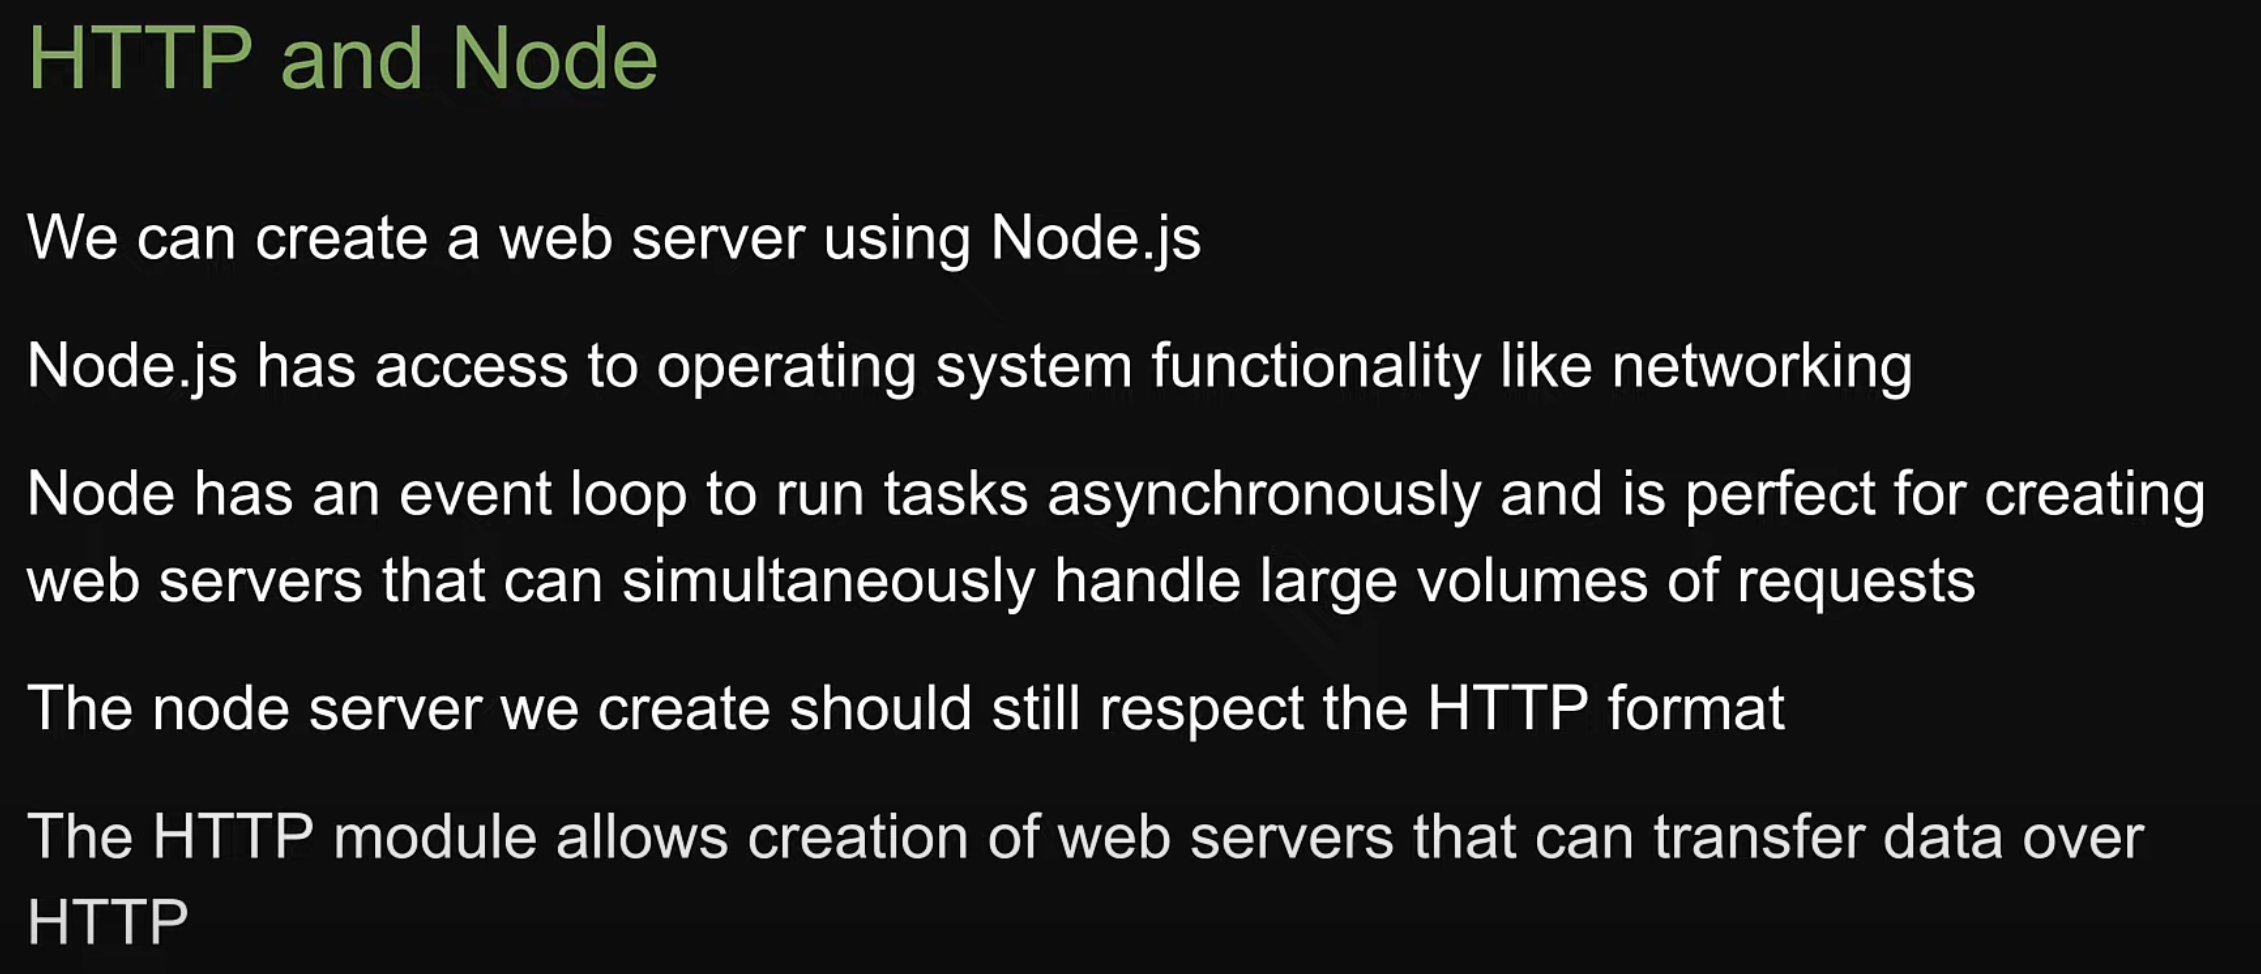 HTTP and Node
We can create a web server using Node.js
Node.js has access to operating system functionality like networking
Node has an event loop to run tasks asynchronously and is perfect for creating
web servers that can simultaneously handle large volumes of requests
The node server we create should still respect the HTTP format
The HTTP module allows creation of web servers that can transfer data over
HTTP